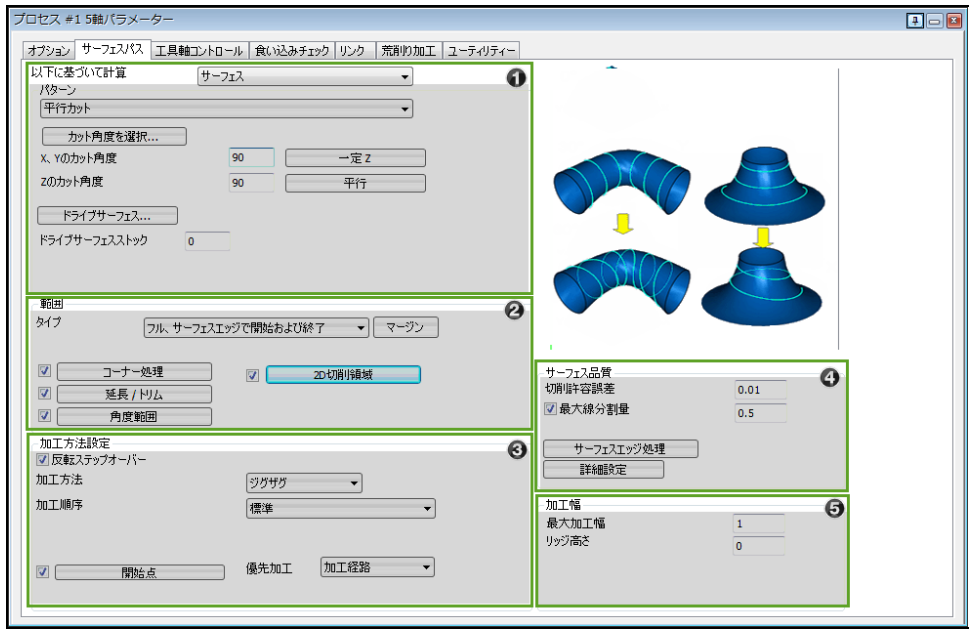 プロセス #1 5軸パラメーター
オプション サーフェスパス 工具軸コントロール 食い込みチェック リンク 荒削り加工 ユーティリティー
以下に基づいて計算 サーフェス 1
パターン
平行カット
カット角度を選択...
X、Yのカット角度 90 一定 Z
Zのカット角度 90 平行
ドライブサーフェス...
ドライブサーフェスストック 0
範囲 2
タイプ フル、サーフェスエッジで開始および終了 マージン
コーナー処理 2D切削領域
延長 / トリム
角度範囲
加工方法設定 3
反転ステップオーバー
加工方法 ジグザグ
加工順序 標準
開始点 優先加工 加工経路
サーフェス品質 4
切削許容誤差 0.01
最大線分割量 0.5
サーフェスエッジ処理
詳細設定
加工幅 5
最大加工幅 1
リッジ高さ 0